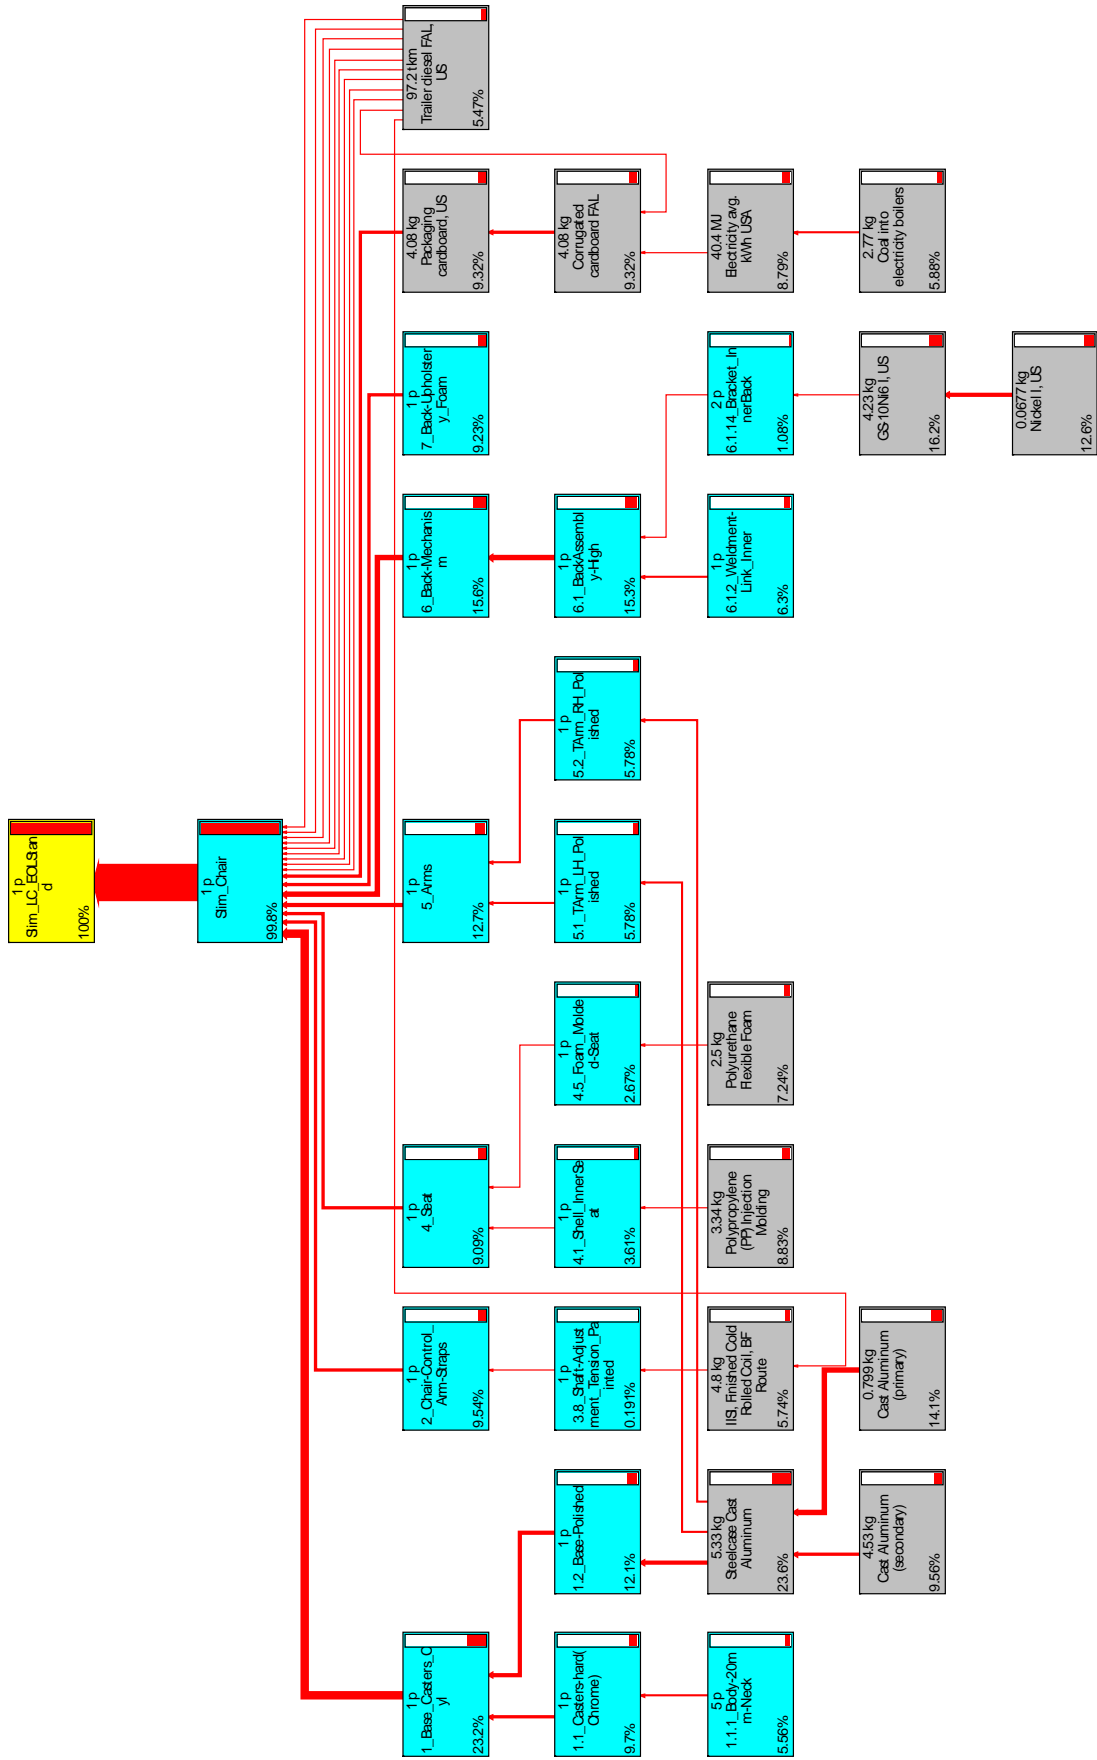 1 p
Sim_LC_EOLStan
d
100%
1 p
Sim_Chair
99.8%
1 p
1_Base_Casters_C
yl
23.2%
1 p
2_Chair-Control_
Arm-Straps
9.54%
1 p
4_Seat
9.09%
1 p
5_Arms
12.7%
1 p
6_Back-Mechanis
m
15.6%
1 p
7_Back-Upholster
y_Foam
9.23%
4.08 kg
Packaging
cardboard, US
9.32%
97.2 tkm
Trailer diesel FAL,
US
5.47%
1 p
1.1_Casters-hard(
Chrome)
9.7%
1 p
1.2_Base-Polished
12.1%
1 p
3.8_Shaft-Adjust
ment_Tension_Pa
inted
0.191%
1 p
4.1_Shell_InnerSe
at
3.61%
1 p
4.5_Foam_Molde
d-Seat
2.67%
1 p
5.1_TArm_LH_Pol
ished
5.78%
1 p
5.2_TArm_RH_Pol
ished
5.78%
1 p
6.1_BackAssembl
y-High
15.3%
4.08 kg
Corrugated
cardboard FAL
9.32%
5 p
1.1.1_Body-20m
m-Neck
5.56%
5.33 kg
Steelcase Cast
Aluminum
23.6%
4.8 kg
IISI, Finished Cold
Rolled Coil, BF
Route
5.74%
3.34 kg
Polypropylene
(PP) Injection
Molding
8.83%
2.5 kg
Polyurethane
Flexible Foam
7.24%
1 p
6.1.2_Weldment-
Link_Inner
6.3%
2 p
6.1.14_Bracket_In
nerBack
1.08%
40.4 MJ
Electricity avg.
kWh USA
8.79%
4.53 kg
Cast Aluminum
(secondary)
9.56%
0.799 kg
Cast Aluminum
(primary)
14.1%
4.23 kg
GS-10Ni6 I, US
16.2%
2.77 kg
Coal into
electricity boilers
5.88%
0.0677 kg
Nickel I, US
12.6%